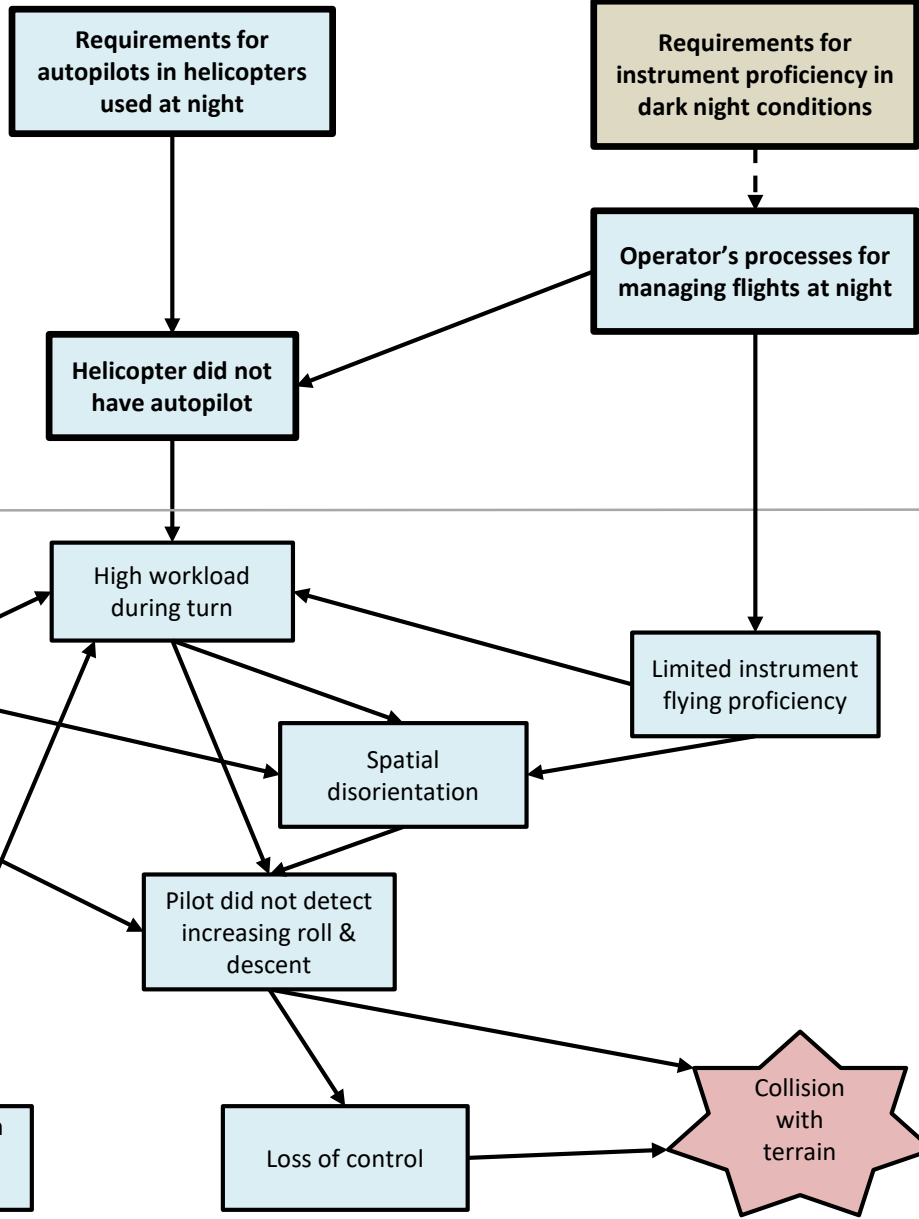 Requirements for
autopilots in helicopters
used at night
Requirements for
instrument proficiency in
dark night conditions
Operator’s processes for
managing flights at night
Helicopter did not
have autopilot
High workload
during turn
Limited instrument
flying proficiency
Spatial
disorientation
Pilot did not detect
increasing roll &
descent
Collision
with
terrain
Loss of control